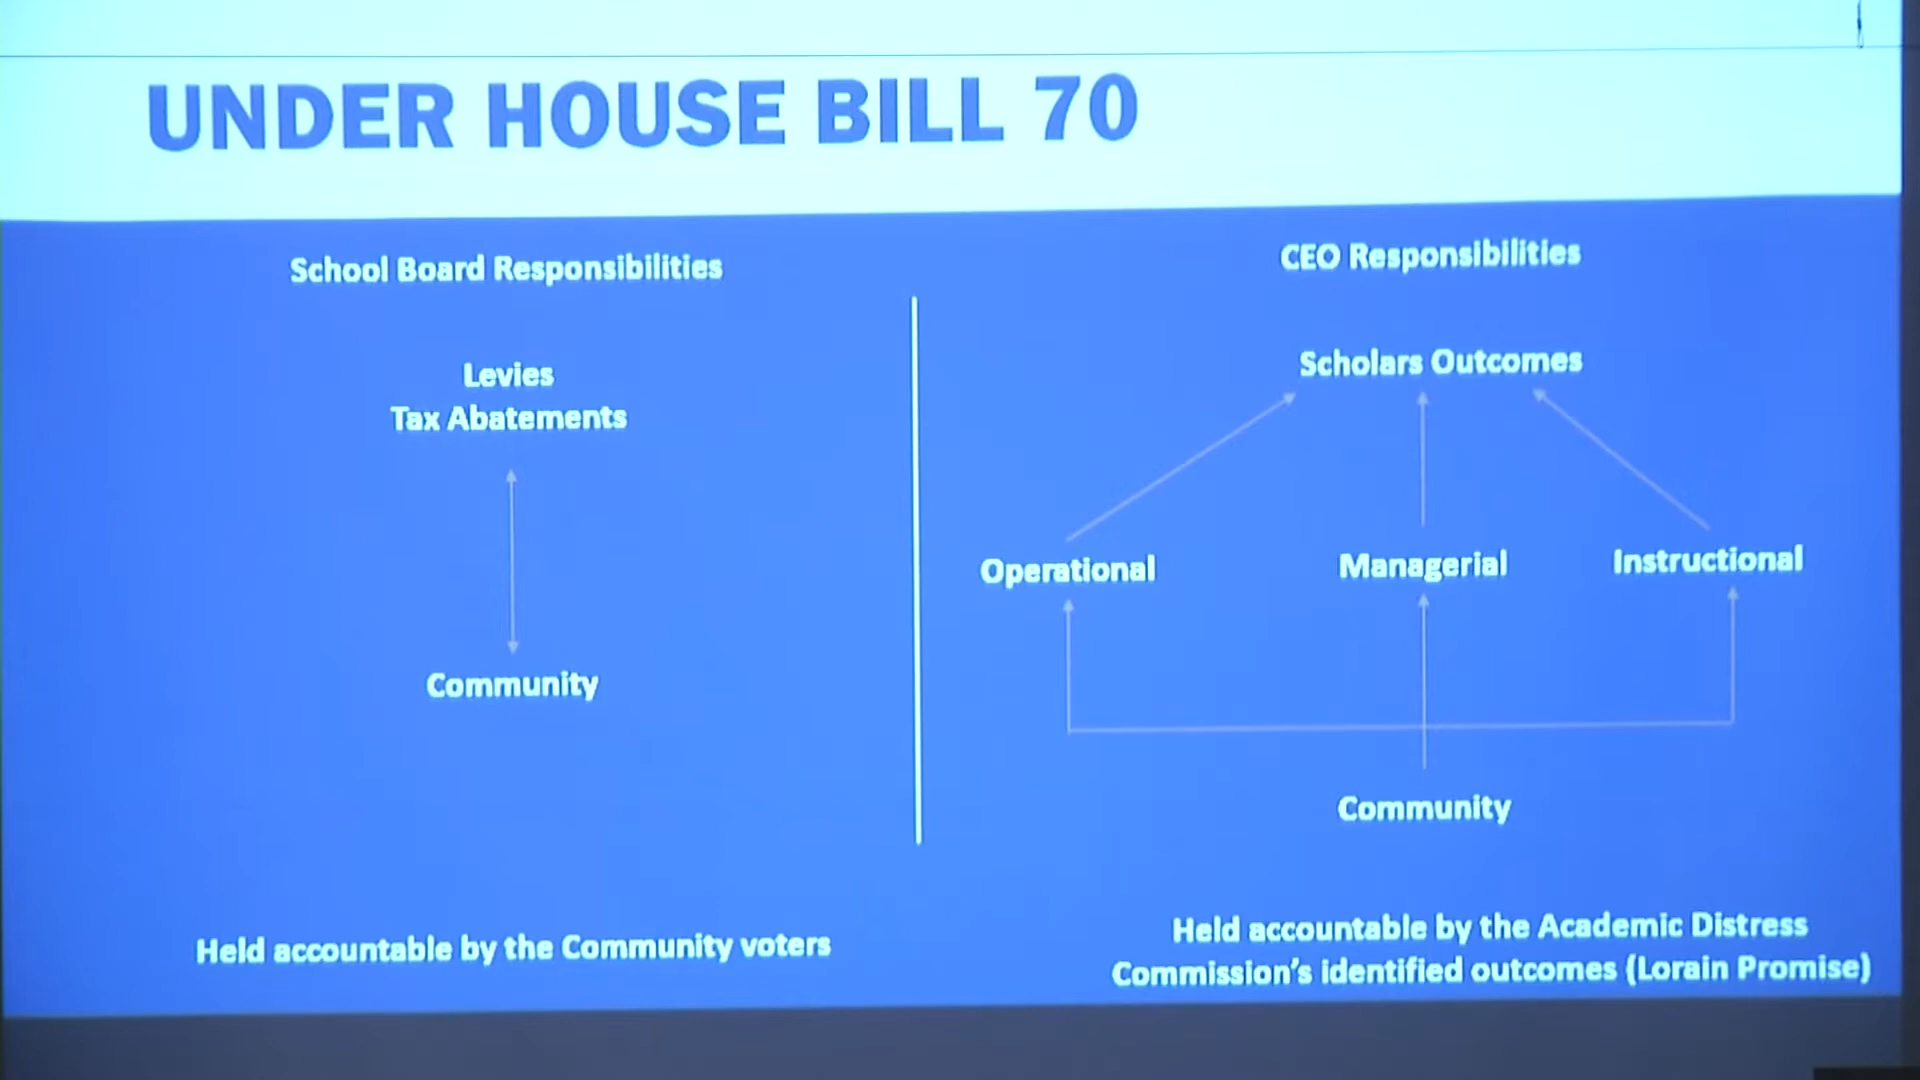 UNDER HOUSE BILL 70
School Board Responsibilities
Levies
Tax Abatements
Community
Held accountable by the Community voters
CEO Responsibilities
Scholars Outcomes
Operational Managerial Instructional
Community
Held accountable by the Academic Distress
Commission's identified outcomes (Lorain Promise)